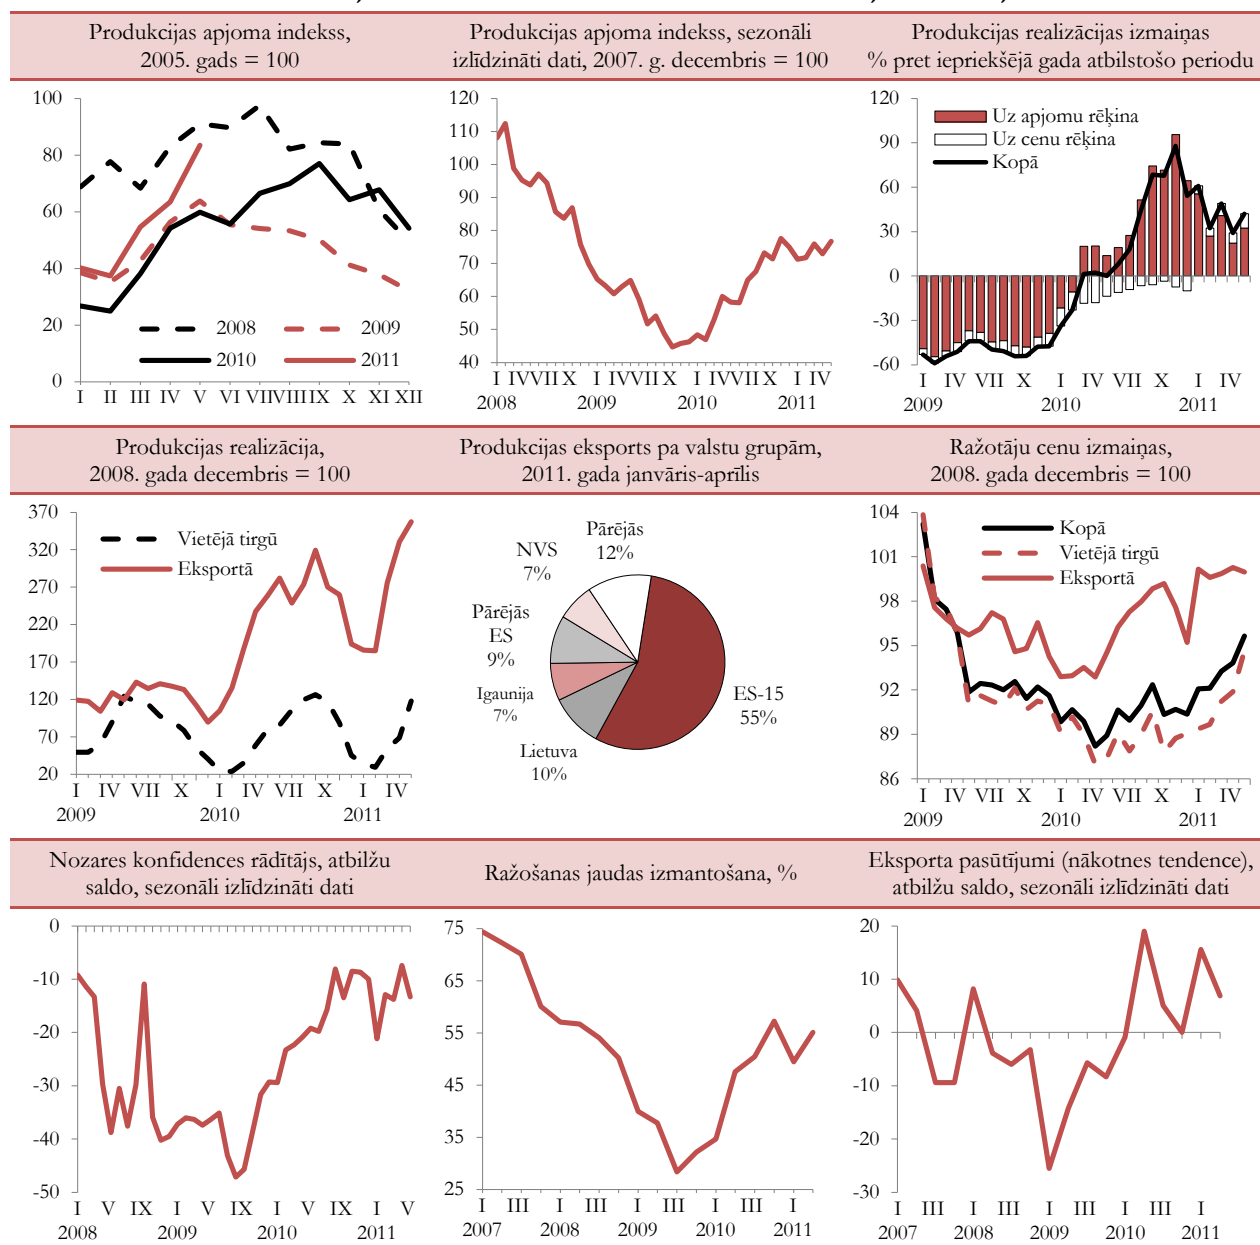 Produkcijas apjoma indekss,
2005. gads = 100
Produkcijas apjoma indekss, sezonāli
izlīdzināti dati, 2007. g. decembris = 100
Produkcijas realizācijas izmaiņas
% pret iepriekšējā gada atbilstošo periodu
100
80
60
40
20
0
2008
2009
2010
2011
I II III IV V VI VII VIII IX X XI XII
120
110
100
90
80
70
60
50
40
I IV VII X I IV VII X I IV VII X I IV
2008 2009 2010 2011
120
90
60
30
0
-30
-60
Uz apjomu rēķina
Uz cenu rēķina
Kopā
I IV VII X I IV VII X I IV
2009 2010 2011
Produkcijas realizācija,
2008. gada decembris = 100
Produkcijas eksports pa valstu grupām,
2011. gada janvāris-aprīlis
Ražotāju cenu izmaiņas,
2008. gada decembris = 100
370
320
270
220
170
120
70
20
Vietējā tirgū
Eksportā
I IV VII X I IV VII X I IV
2009 2010 2011
Pārējās
12%
NVS
7%
Pārējās
ES
9%
Igaunija
7%
Lietuva
10%
ES-15
55%
104
101
98
95
92
89
86
Kopā
Vietējā tirgū
Eksportā
I IV VII X I IV VII X I IV
2009 2010 2011
Nozares konfidences rādītājs, atbilžu
saldo, sezonāli izlīdzināti dati
Ražošanas jaudas izmantošana, %
Eksporta pasūtījumi (nākotnes tendence),
atbilžu saldo, sezonāli izlīdzināti dati
0
-10
-20
-30
-40
-50
I V IX I V IX I V IX I V
2008 2009 2010 2011
75
65
55
45
35
25
I III I III I III I III I
2007 2008 2009 2010 2011
20
10
0
-10
-20
-30
I III I III I III I III I
2007 2008 2009 2010 2011